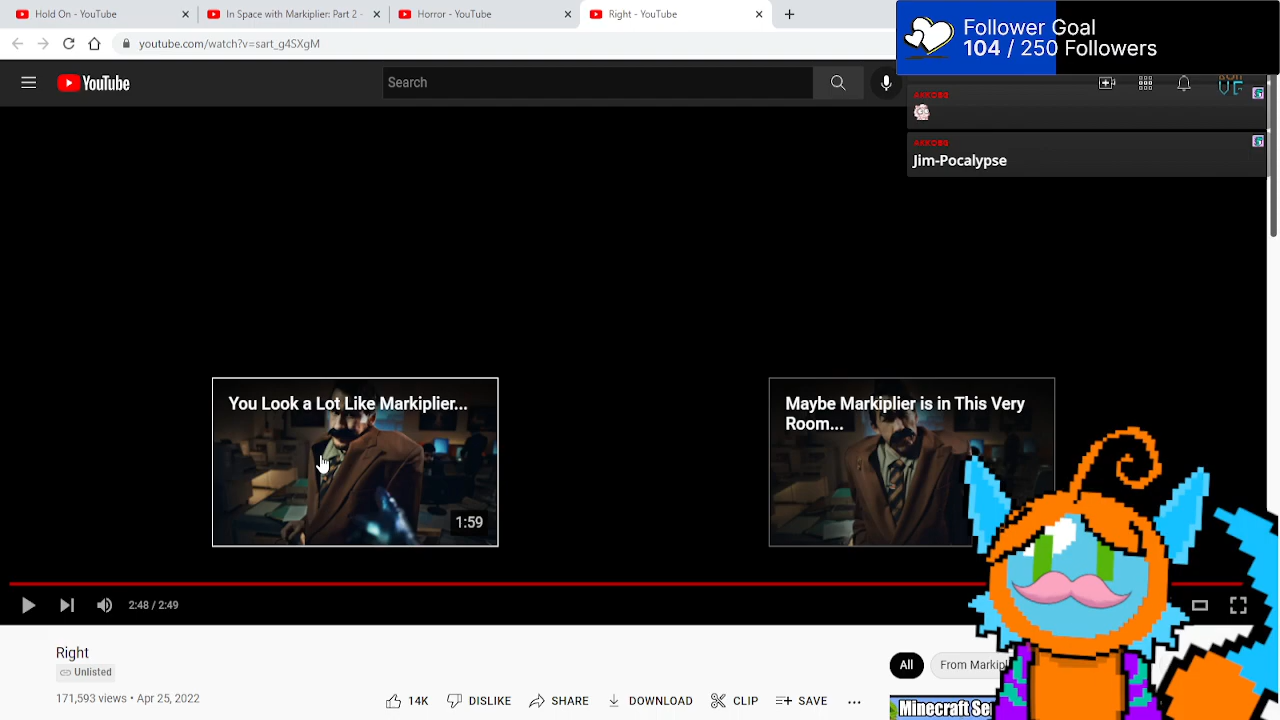 Hold On - YouTube
In Space with Markiplier: Part 2 -
Horror - YouTube
Right - YouTube
youtube.com/watch?v=sart_g4SXgM
Follower Goal
104 / 250 Followers
YouTube
Search
AKKO89
AKKO89
Jim-Pocalypse
You Look a Lot Like Markiplier...
1:59
Maybe Markiplier is in This Very
Room...
2:48 / 2:49
Right
Unlisted
171,593 views • Apr 25, 2022
14K
DISLIKE
SHARE
DOWNLOAD
CLIP
SAVE
All
From Markipl
Minecraft Se